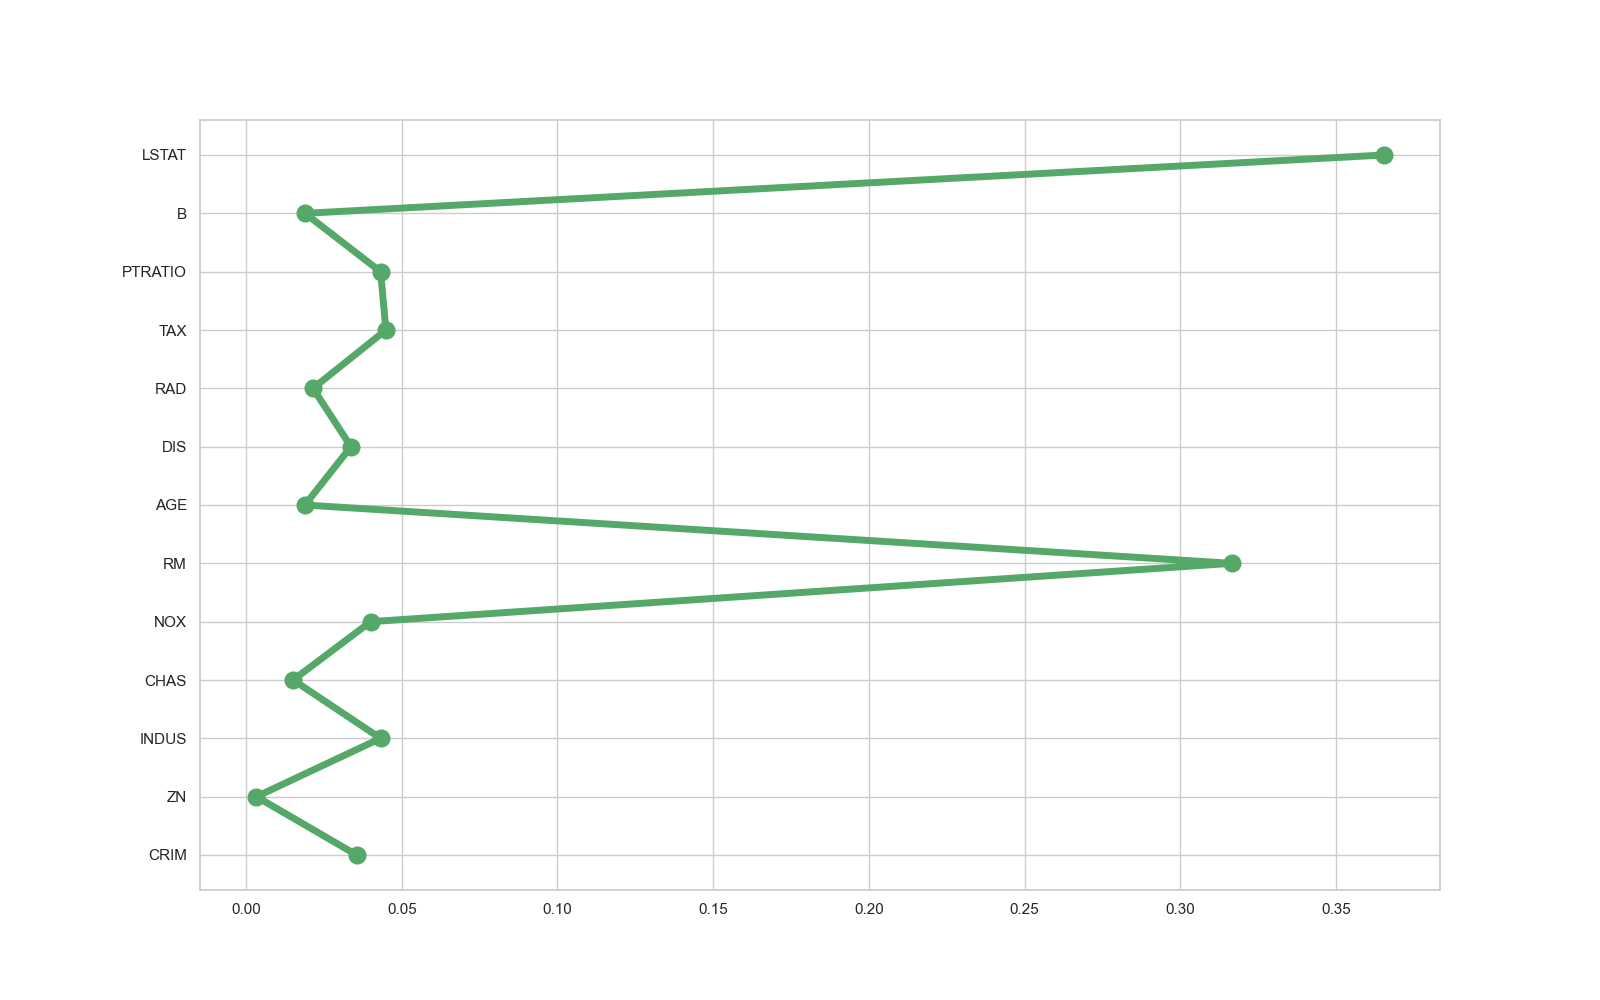 LSTAT
B
PTRATIO
TAX
RAD
DIS
AGE
RM
NOX
CHAS
INDUS
ZN
CRIM
0.00 0.05 0.10 0.15 0.20 0.25 0.30 0.35